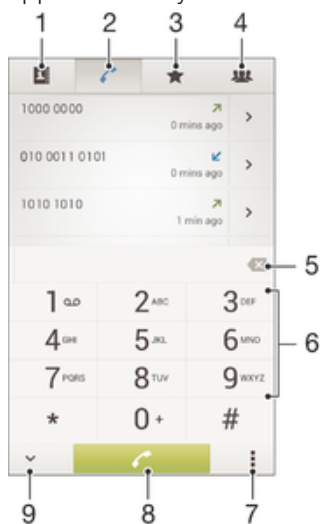 1 2 3 4
1000 0000
0 mins ago
010 0011 0101
0 mins ago
1010 1010
1 min ago
5
1 2 ABC 3 DEF
4 GHI 5 JKL 6 MNO
6
7 PQRS 8 TUV 9 WXYZ
* 0 + #
9 8 7